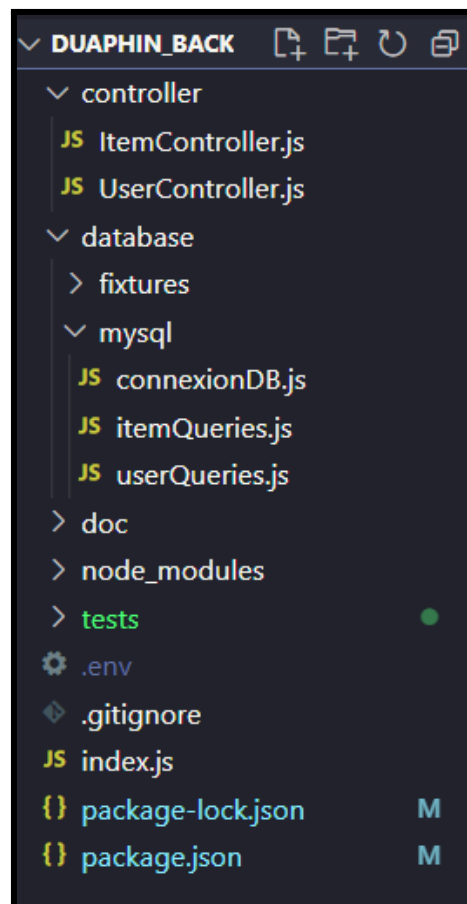 DUAPHIN_BACK
controller
JS ItemController.js
JS UserController.js
database
fixtures
mysql
JS connexionDB.js
JS itemQueries.js
JS userQueries.js
doc
node_modules
tests
.env
.gitignore
JS index.js
{} package-lock.json M
{} package.json M